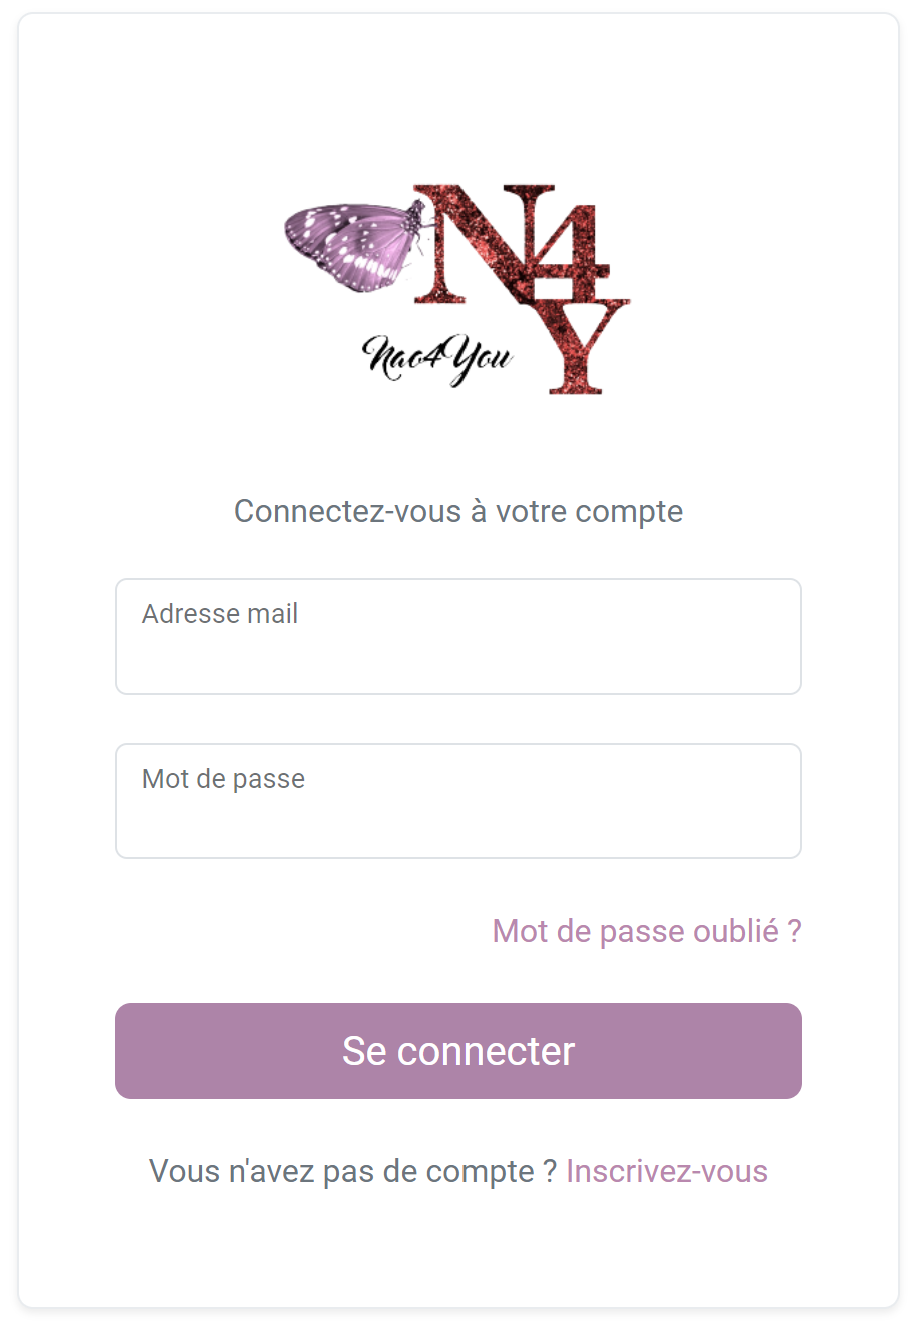 N4
Y
Nao4You
Connectez-vous à votre compte
Adresse mail
Mot de passe
Mot de passe oublié ?
Se connecter
Vous n'avez pas de compte ? Inscrivez-vous